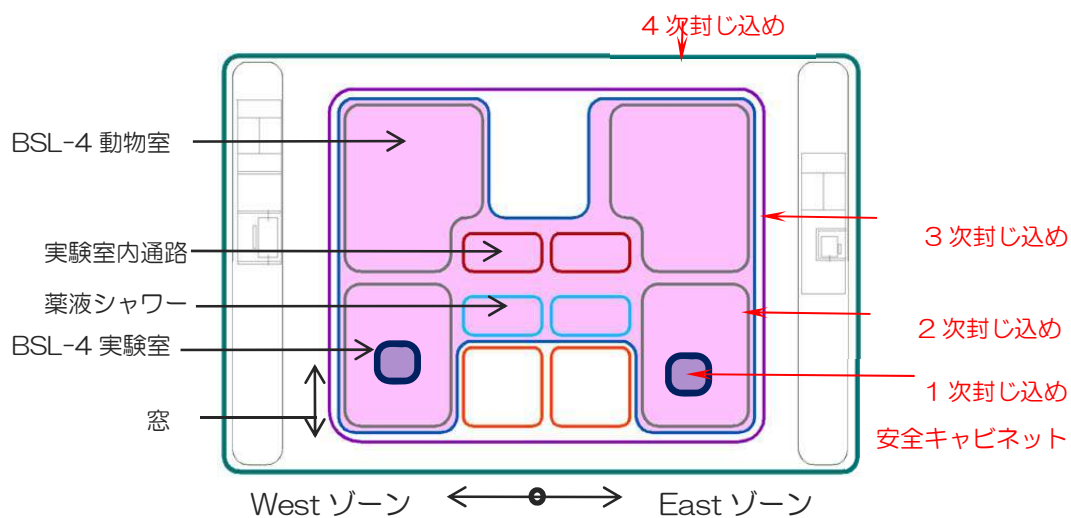 4次封じ込め
BSL-4 動物室
3次封じ込め
実験室内通路
薬液シャワー
2次封じ込め
BSL-4 実験室
1次封じ込め
窓
安全キャビネット
West ゾーン
East ゾーン